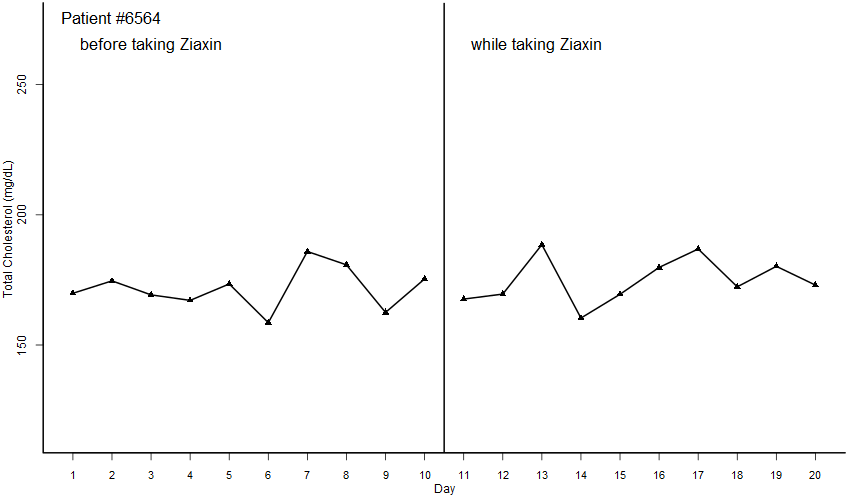 Patient #6564
before taking Ziaxin
while taking Ziaxin
250
200
150
Total Cholesterol (mg/dL)
1 2 3 4 5 6 7 8 9 10 11 12 13 14 15 16 17 18 19 20
Day